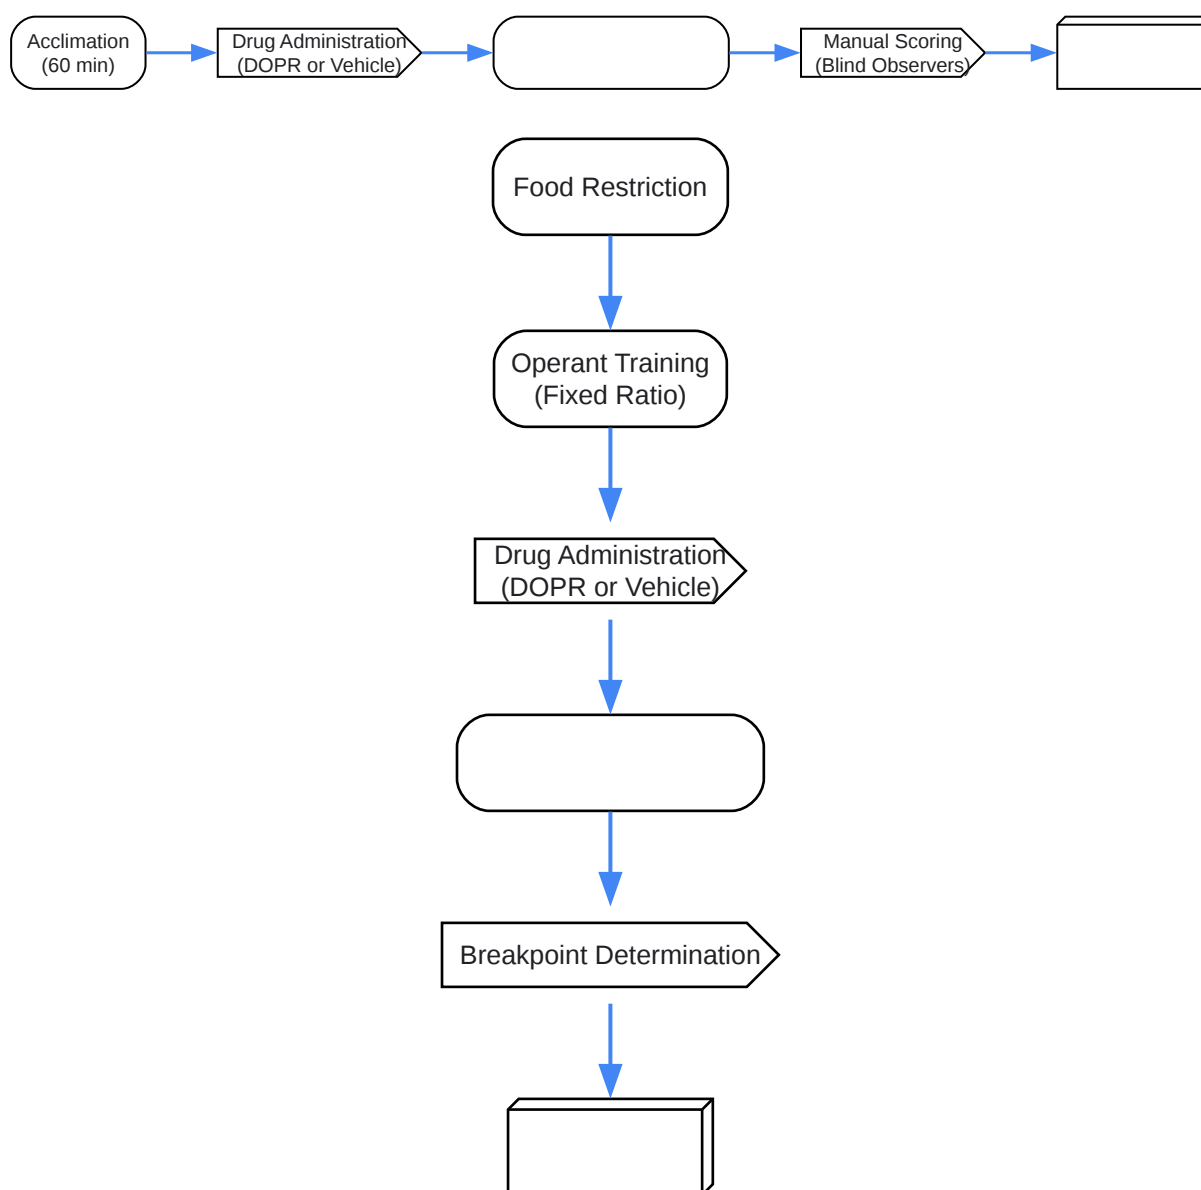 Acclimation
(60 min)
Drug Administration
(DOPR or Vehicle)
Manual Scoring
(Blind Observers)
Food Restriction
Operant Training
(Fixed Ratio)
Drug Administration
(DOPR or Vehicle)
Breakpoint Determination